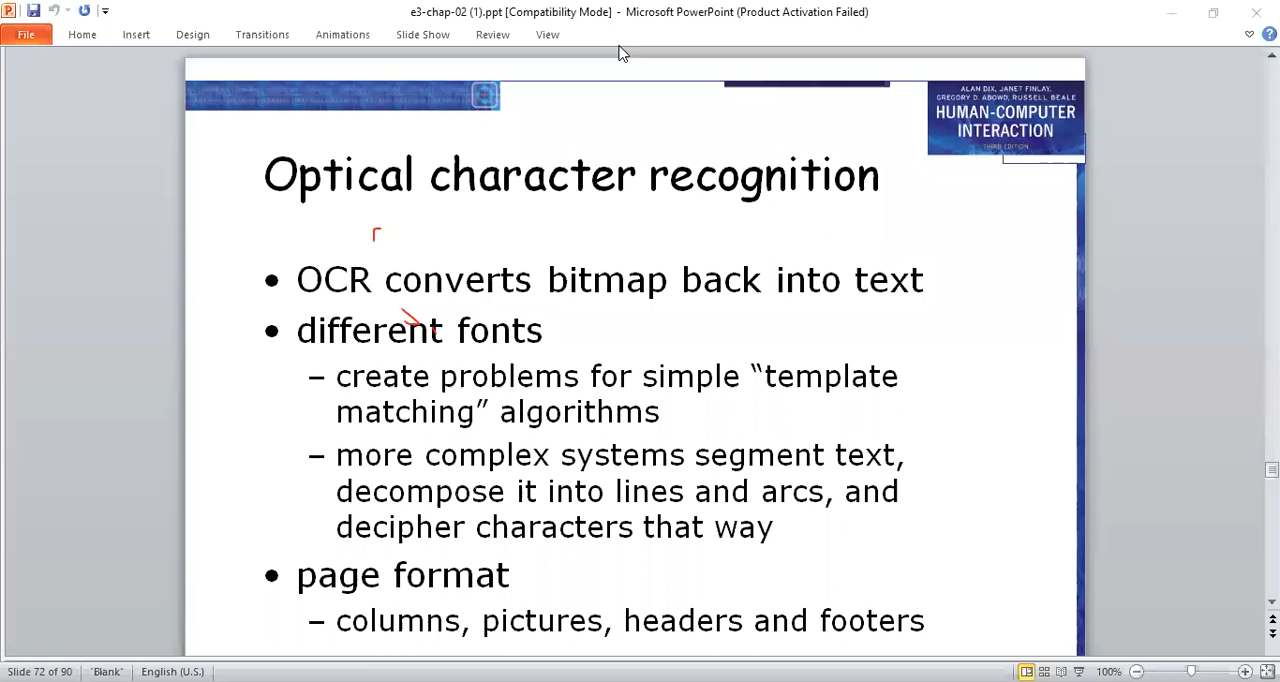 e3-chap-02 (1).ppt [Compatibility Mode] - Microsoft PowerPoint (Product Activation Failed)
File Home Insert Design Transitions Animations Slide Show Review View
ALAN DIX, JANET FINLAY,
GREGORY D. ABOWD, RUSSELL BEALE
HUMAN-COMPUTER
INTERACTION
THIRD EDITION
Optical character recognition
• OCR converts bitmap back into text
• different fonts
– create problems for simple “template
matching” algorithms
– more complex systems segment text,
decompose it into lines and arcs, and
decipher characters that way
• page format
– columns, pictures, headers and footers
Slide 72 of 90 "Blank" English (U.S.) 100%